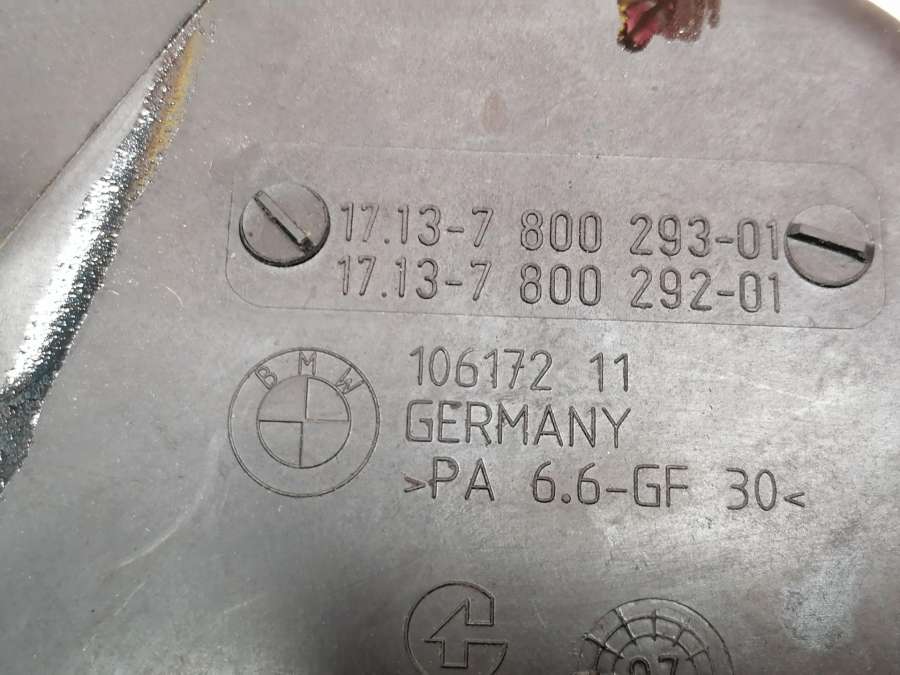 17.13-7 800 293-01
17.13-7 800 292-01
BMW
106172 11
GERMANY
>PA 6.6-GF 30<